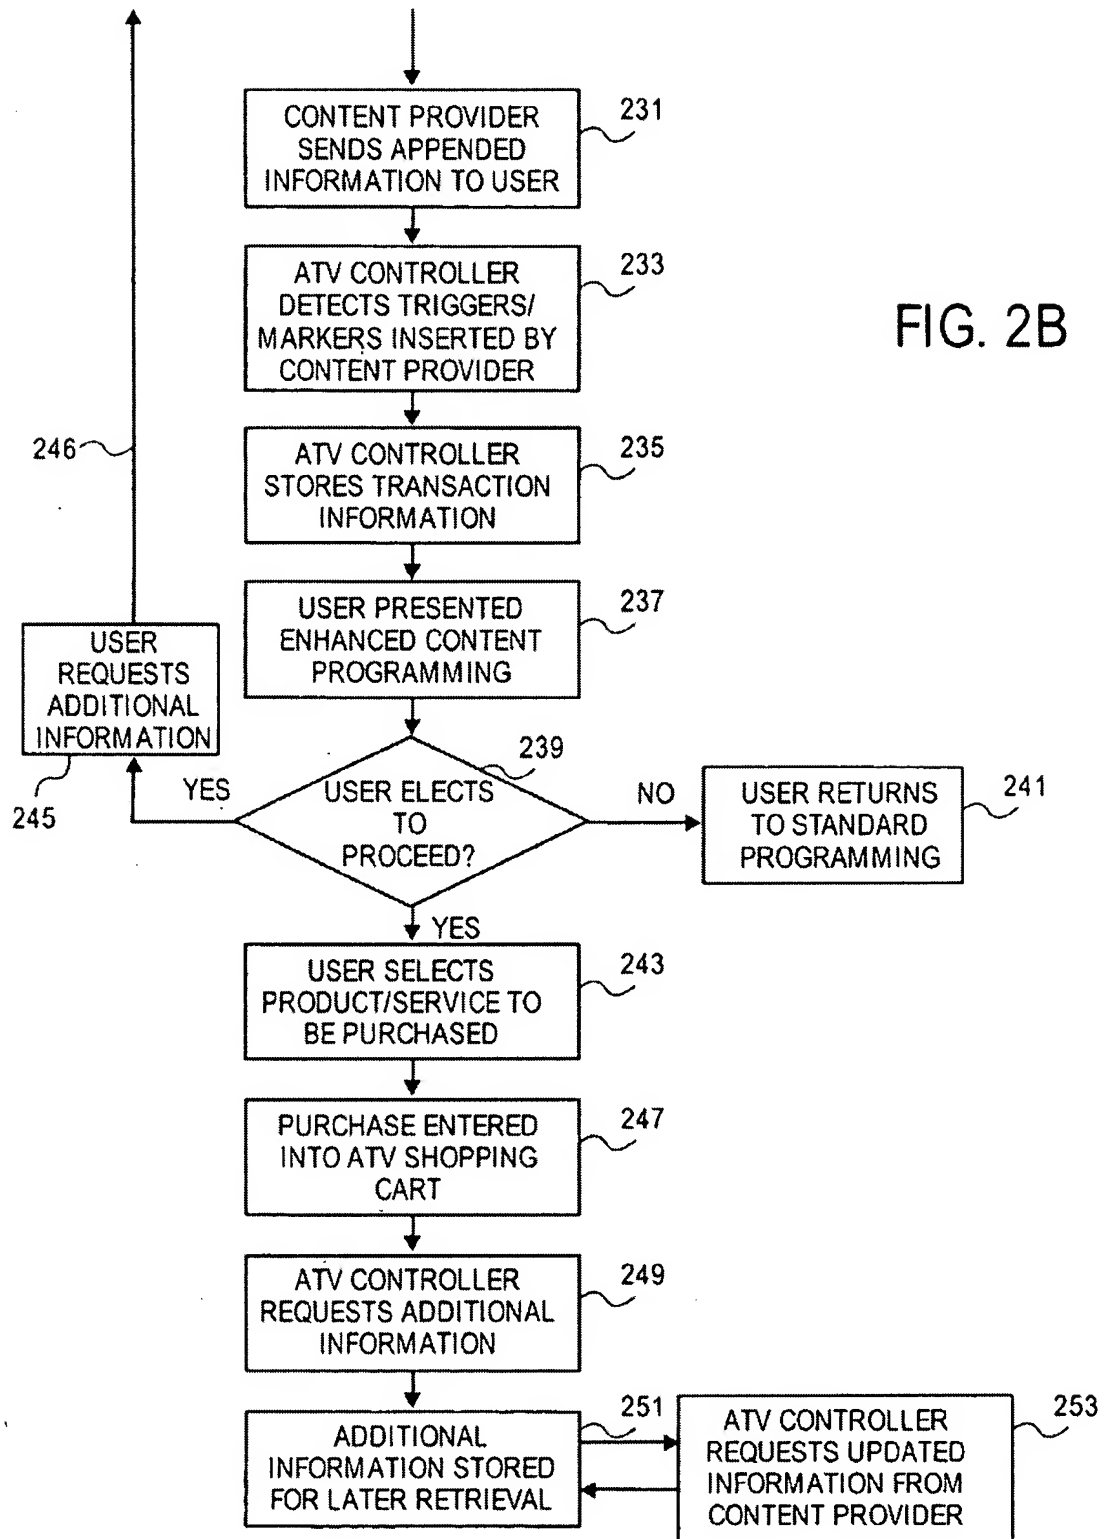 CONTENT PROVIDER
SENDS APPENDED
INFORMATION TO USER
231
ATV CONTROLLER
DETECTS TRIGGERS/
MARKERS INSERTED BY
CONTENT PROVIDER
233
FIG. 2B
246
ATV CONTROLLER
STORES TRANSACTION
INFORMATION
235
USER PRESENTED
ENHANCED CONTENT
PROGRAMMING
237
USER
REQUESTS
ADDITIONAL
INFORMATION
245
YES
USER ELECTS
TO
PROCEED?
239
NO
USER RETURNS
TO STANDARD
PROGRAMMING
241
YES
USER SELECTS
PRODUCT/SERVICE TO
BE PURCHASED
243
PURCHASE ENTERED
INTO ATV SHOPPING
CART
247
ATV CONTROLLER
REQUESTS ADDITIONAL
INFORMATION
249
ADDITIONAL
INFORMATION STORED
FOR LATER RETRIEVAL
251
ATV CONTROLLER
REQUESTS UPDATED
INFORMATION FROM
CONTENT PROVIDER
253